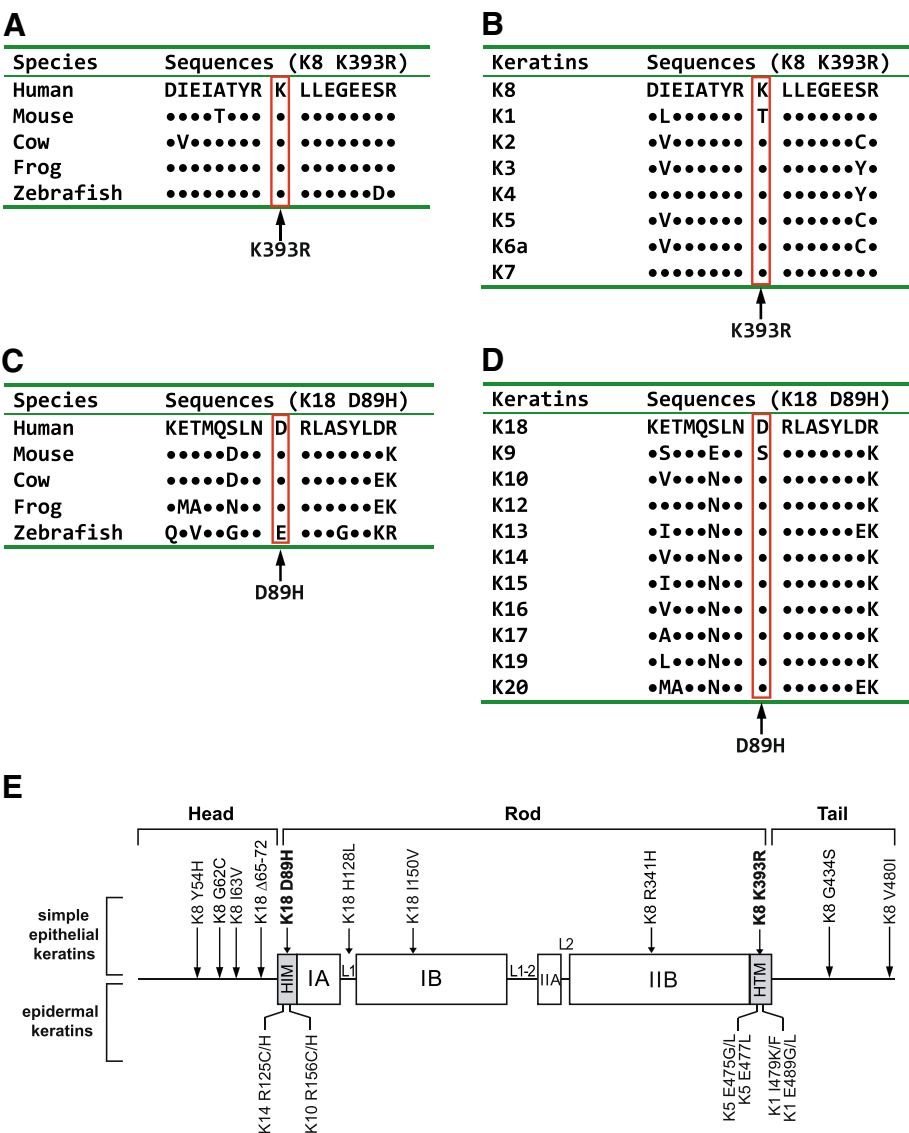 A
Species Sequences (K8 K393R)
Human DIEIATYR K LLEGEESR
Mouse ••••T••• • ••••••••
Cow •V•••••• • ••••••••
Frog •••••••• • ••••••••
Zebrafish •••••••• • ••••••D•
K393R
B
Keratins Sequences (K8 K393R)
K8 DIEIATYR K LLEGEESR
K1 •L•••••• T ••••••••
K2 •V•••••• • ••••••C•
K3 •V•••••• • ••••••Y•
K4 •••••••• • ••••••Y•
K5 •V•••••• • ••••••C•
K6a •V•••••• • ••••••C•
K7 •••••••• • ••••••••
K393R
C
Species Sequences (K18 D89H)
Human KETMQSLN D RLASYLDR
Mouse •••••D•• • •••••••K
Cow •••••D•• • ••••••EK
Frog •MA••N•• • ••••••EK
Zebrafish Q•V••G•• E •••G••KR
D89H
D
Keratins Sequences (K18 D89H)
K18 KETMQSLN D RLASYLDR
K9 •S•••E•• S •••••••K
K10 •V•••N•• • •••••••K
K12 •••••N•• • •••••••K
K13 •I•••N•• • ••••••EK
K14 •V•••N•• • •••••••K
K15 •I•••N•• • •••••••K
K16 •V•••N•• • •••••••K
K17 •A•••N•• • •••••••K
K19 •L•••N•• • •••••••K
K20 •MA••N•• • ••••••EK
D89H
E
Head Rod Tail
simple
epithelial
keratins
K8 Y54H
K8 G62C
K8 I63V
K18 Δ65-72
K18 D89H
K18 H128L
K18 I150V
K8 R341H
K8 K393R
K8 G434S
K8 V480I
HIM IA L1 IB L1-2 IIA L2 IIB HTM
epidermal
keratins
K14 R125C/H
K10 R156C/H
K5 E475G/L
K5 E477L
K1 I479K/F
K1 E489G/L